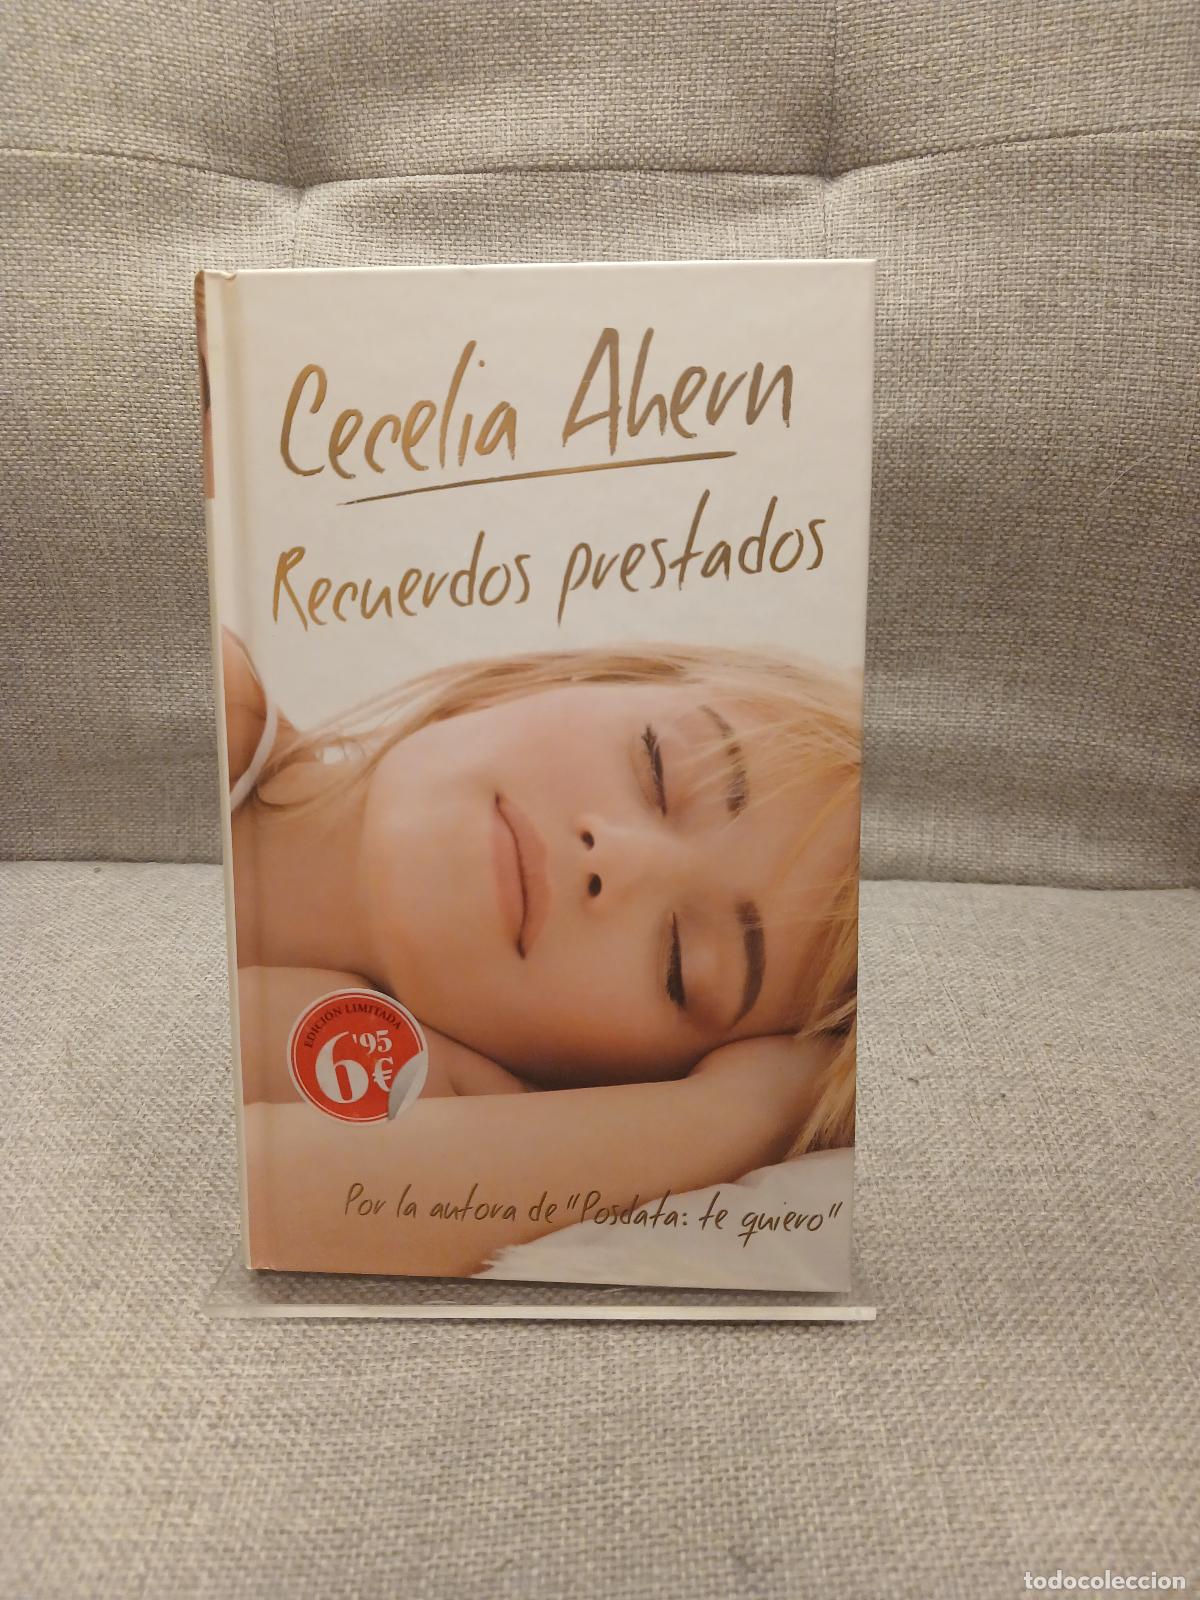 Cecelia Ahern
Recuerdos prestados
EDICIÓN LIMITADA
6'95
€
Por la autora de "Posdata: te quiero"
todocoleccion